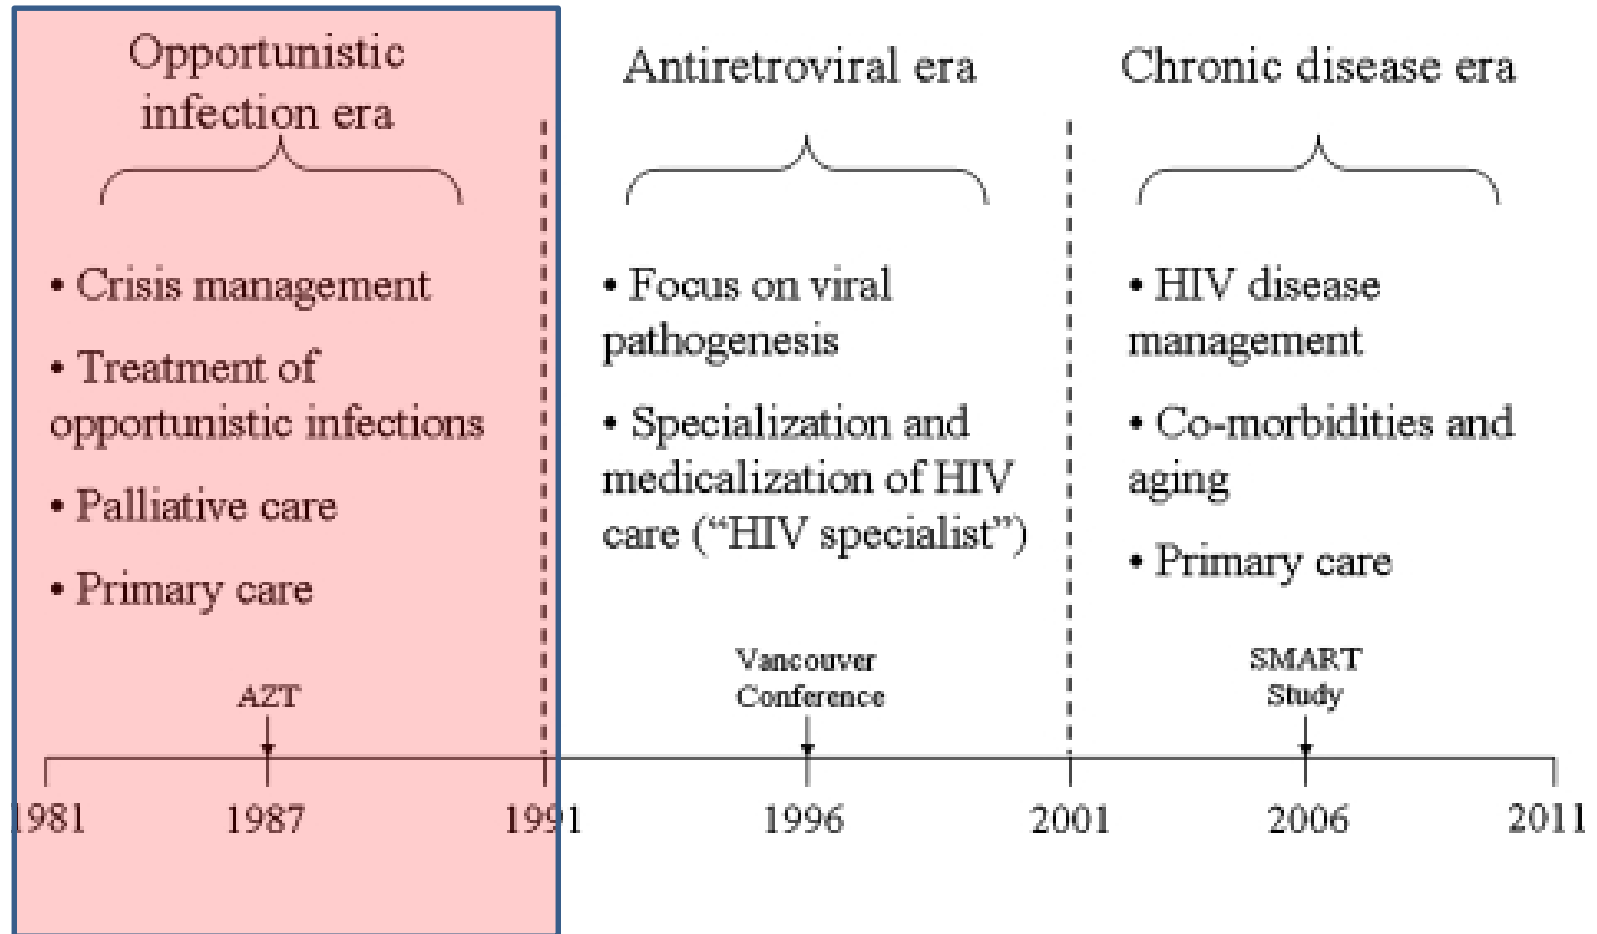 Opportunistic
infection era
• Crisis management
• Treatment of
opportunistic infections
• Palliative care
• Primary care
AZT
Antiretroviral era
• Focus on viral
pathogenesis
• Specialization and
medicalization of HIV
care (“HIV specialist”)
Vancouver
Conference
Chronic disease era
• HIV disease
management
• Co-morbidities and
aging
• Primary care
SMART
Study
1981 1987 1991 1996 2001 2006 2011